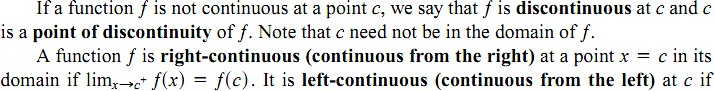 If a function f is not continuous at a point c, we say that f is discontinuous at c and c
is a point of discontinuity of f. Note that c need not be in the domain of f.
A function f is right-continuous (continuous from the right) at a point x = c in its
domain if limₓ→c⁺ f(x) = f(c). It is left-continuous (continuous from the left) at c if